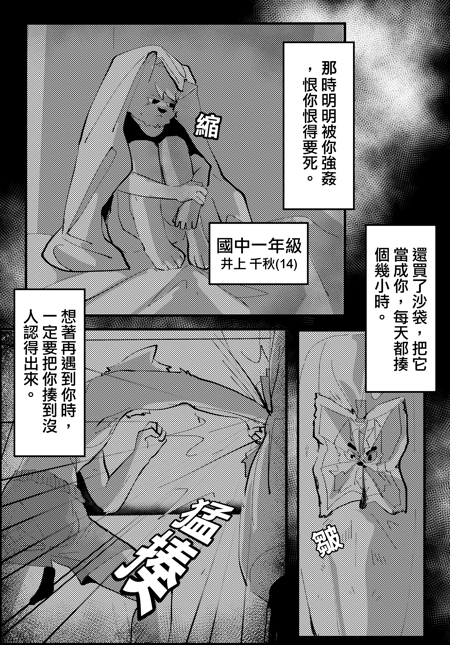 那時明明被你強姦
，恨你恨得要死。
縮
國中一年級
井上 千秋(14)
還買了沙袋，把它
當成你，每天都揍
個幾小時。
皺
想著再遇到你時，
一定要把你揍到沒
人認得出來。
猛揍